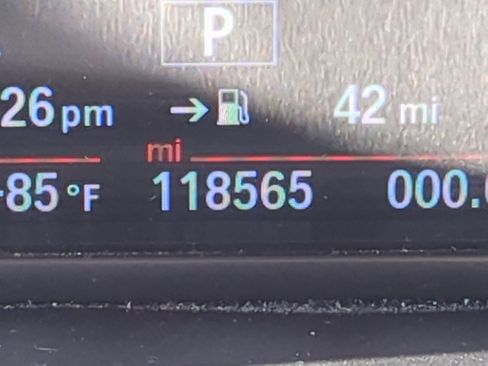 P
26 pm → 42 mi
mi
+85 °F 118565 000.